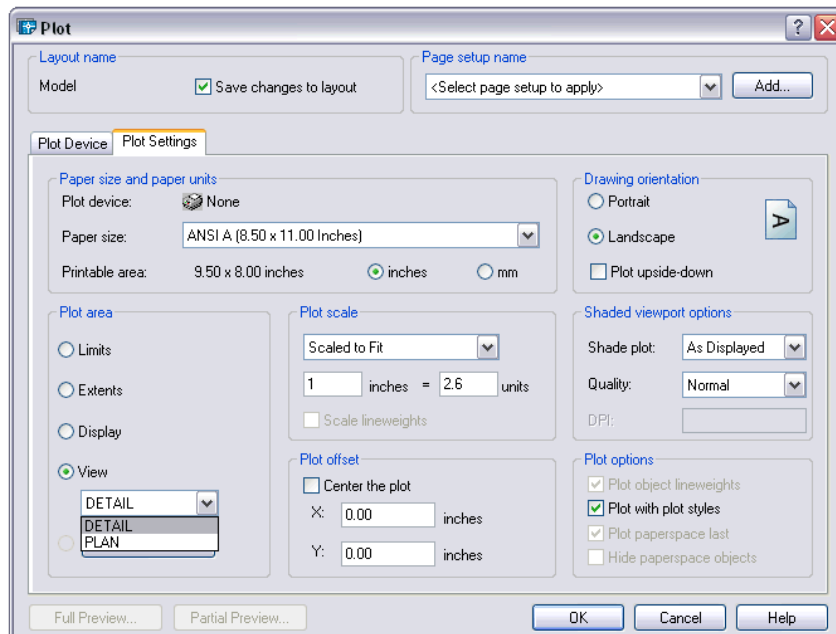 Plot
Layout name
Model
Save changes to layout
Page setup name
<Select page setup to apply>
Add...
Plot Device
Plot Settings
Paper size and paper units
Plot device:
None
Paper size:
ANSI A (8.50 x 11.00 Inches)
Printable area:
9.50 x 8.00 inches
inches
mm
Drawing orientation
Portrait
Landscape
A
Plot upside-down
Plot area
Limits
Extents
Display
View
DETAIL
DETAIL
PLAN
Plot scale
Scaled to Fit
1 inches = 2.6 units
Scale lineweights
Plot offset
Center the plot
X: 0.00 inches
Y: 0.00 inches
Shaded viewport options
Shade plot: As Displayed
Quality: Normal
DPI:
Plot options
Plot object lineweights
Plot with plot styles
Plot paperspace last
Hide paperspace objects
Full Preview...
Partial Preview...
OK
Cancel
Help